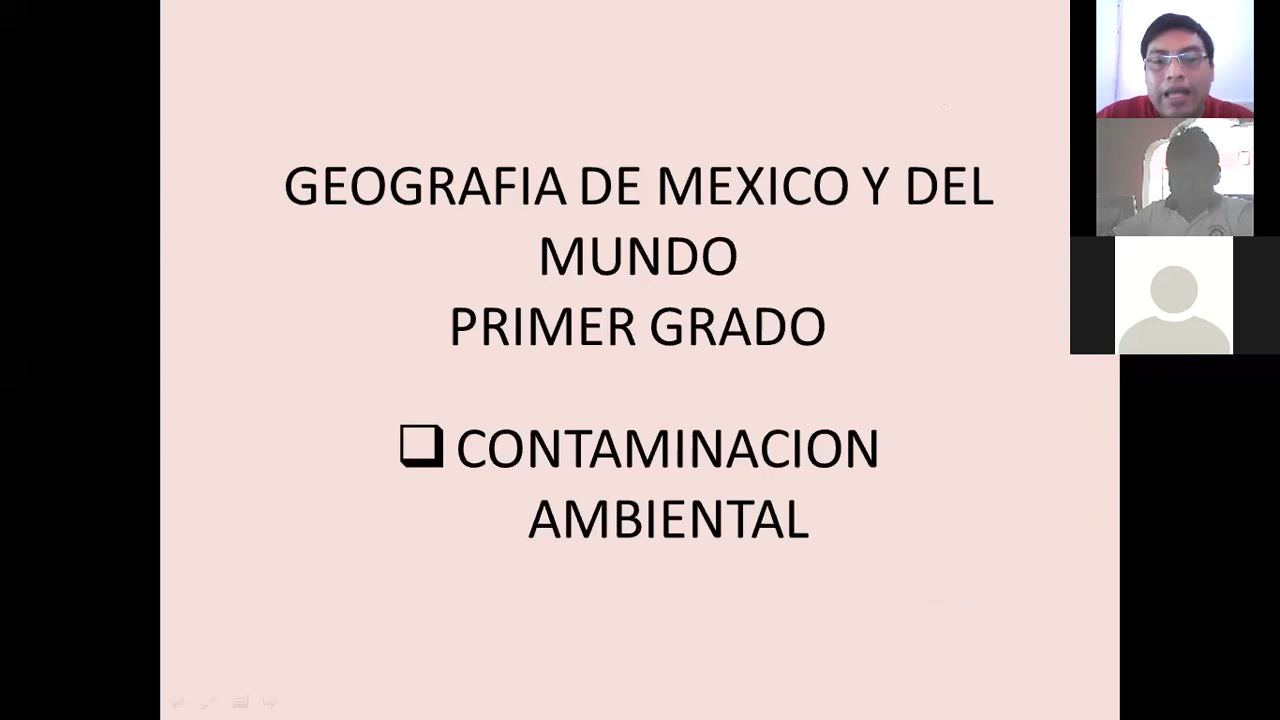 GEOGRAFIA DE MEXICO Y DEL
MUNDO
PRIMER GRADO
CONTAMINACION
AMBIENTAL